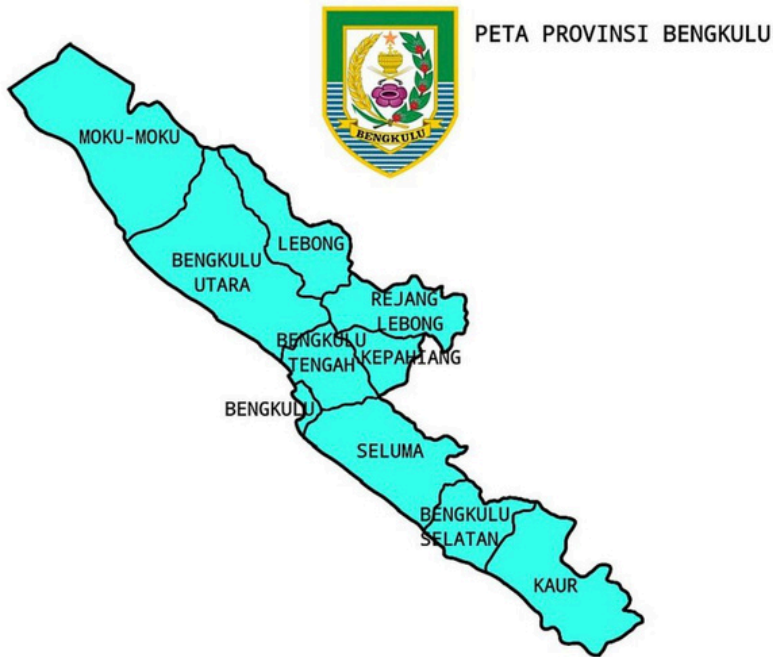 PETA PROVINSI BENGKULU
BENGKULU
MOKU-MOKU
LEBONG
BENGKULU
UTARA
REJANG
LEBONG
BENGKULU
TENGAH
KEPAHIANG
BENGKULU
SELUMA
BENGKULU
SELATAN
KAUR